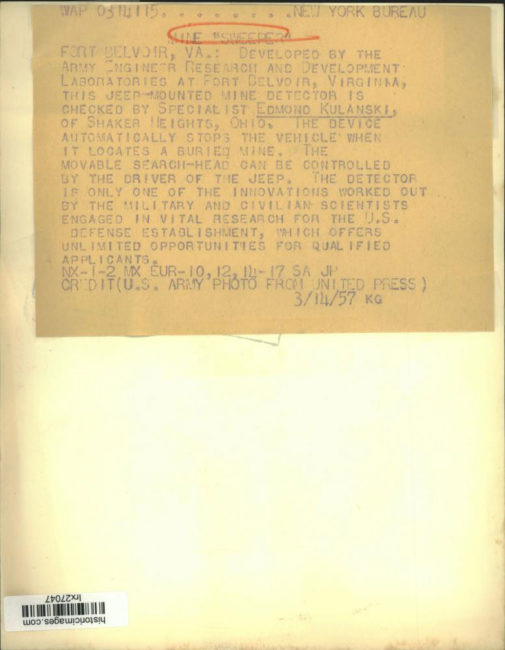 WAP 0314115. . . . . . . . .NEW YORK BUREAU
MINE "SWEEPER"
FORT BELVOIR, VA.: DEVELOPED BY THE
ARMY ENGINEER RESEARCH AND DEVELOPMENT
LABORATORIES AT FORT BELVOIR, VIRGINIA,
THIS JEEP-MOUNTED MINE DETECTOR IS
CHECKED BY SPECIALIST EDMOND KULANSKI,
OF SHAKER HEIGHTS, OHIO. THE DEVICE
AUTOMATICALLY STOPS THE VEHICLE WHEN
IT LOCATES A BURIED MINE. THE
MOVABLE SEARCH-HEAD CAN BE CONTROLLED
BY THE DRIVER OF THE JEEP. THE DETECTOR
IS ONLY ONE OF THE INNOVATIONS WORKED OUT
BY THE MILITARY AND CIVILIAN SCIENTISTS
ENGAGED IN VITAL RESEARCH FOR THE U.S.
DEFENSE ESTABLISHMENT, WHICH OFFERS
UNLIMITED OPPORTUNITIES FOR QUALIFIED
APPLICANTS.
NX-1-2 MX EUR-10,12,14-17 SA JP
CREDIT(U.S. ARMY PHOTO FROM UNITED PRESS)
3/14/57 KG
lrx27047
historicimages.com